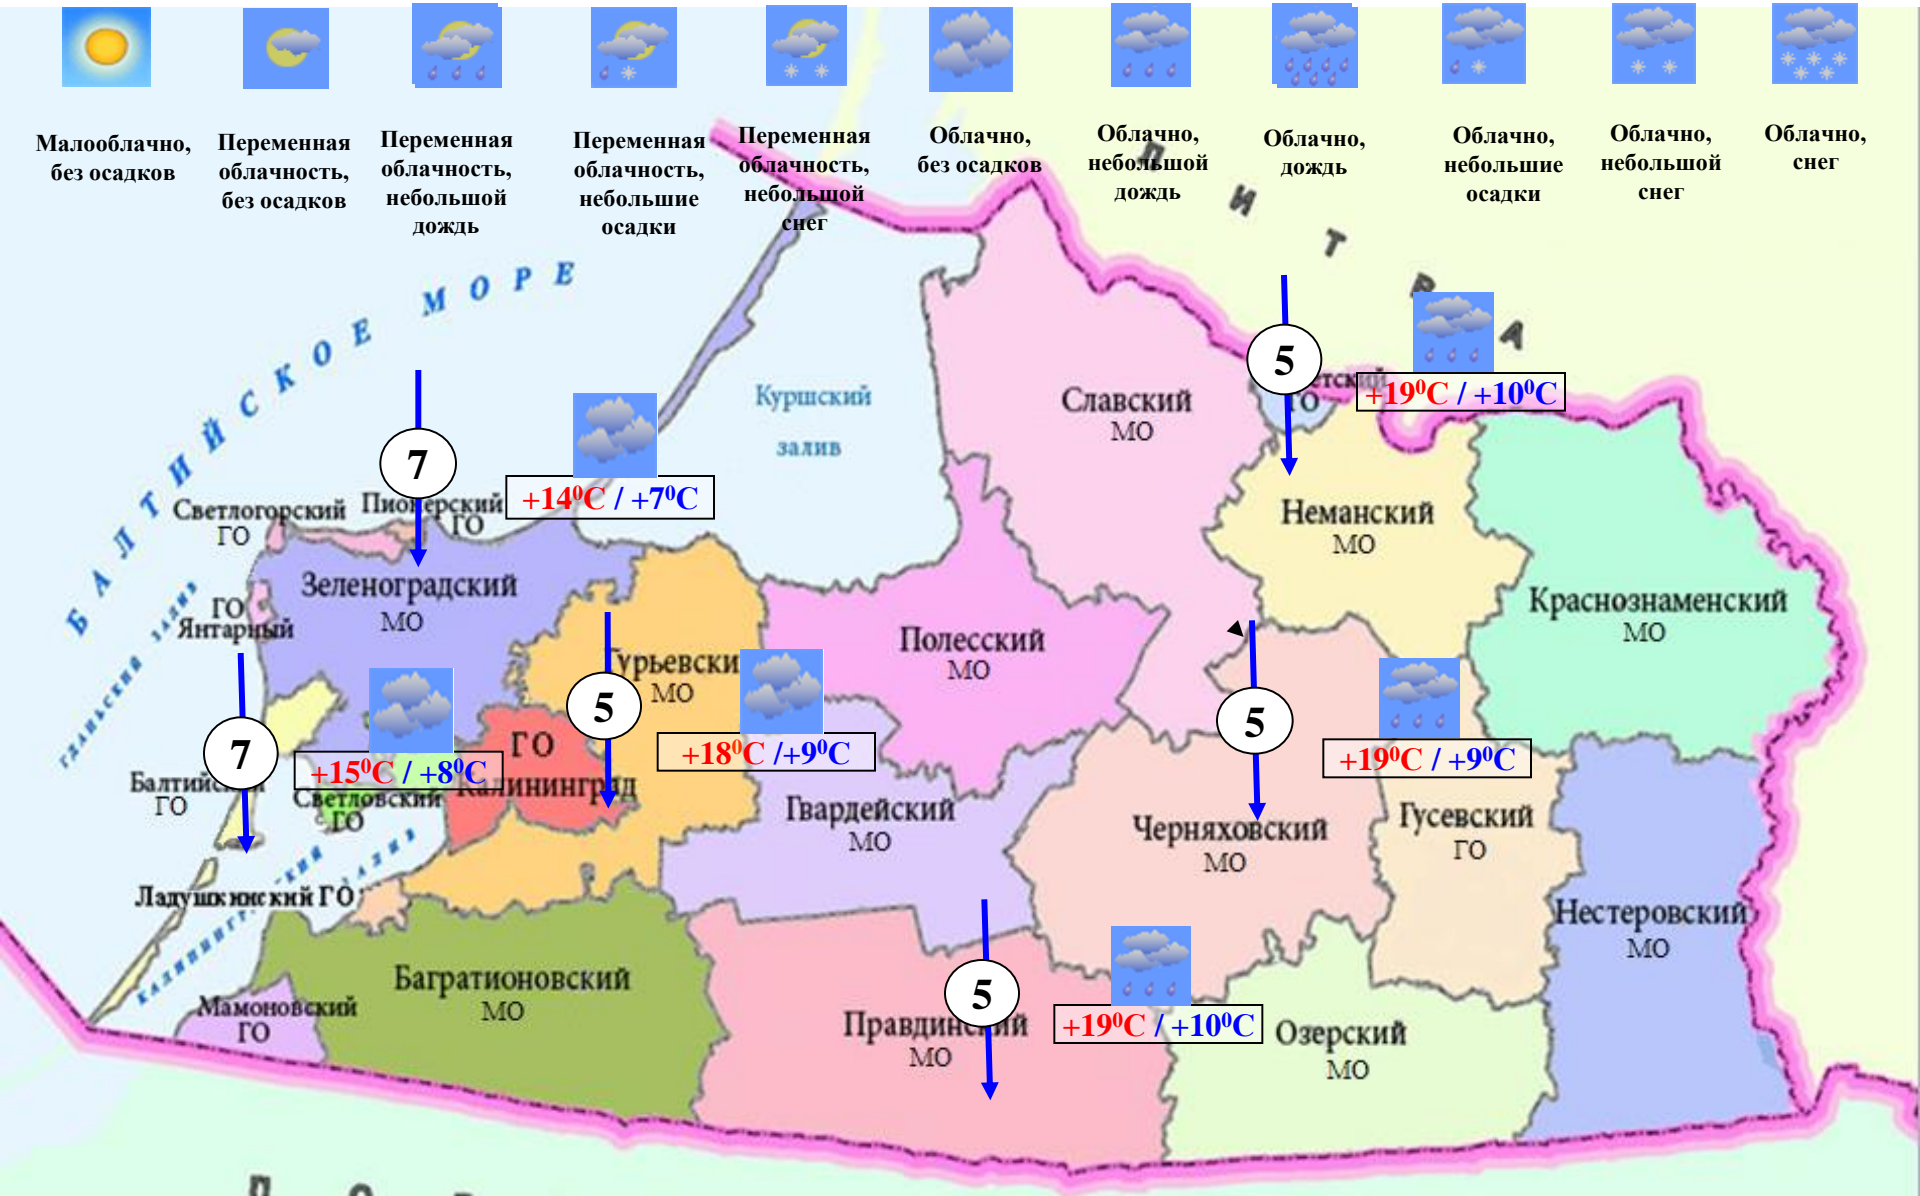 Малооблачно,
без осадков
Переменная
облачность,
без осадков
Переменная
облачность,
небольшой
дождь
Переменная
облачность,
небольшие
осадки
Переменная
облачность,
небольшой
снег
Облачно,
без осадков
Облачно,
небольшой
дождь
Облачно,
дождь
Облачно,
небольшие
осадки
Облачно,
небольшой
снег
Облачно,
снег
ЛИТВА
БАЛТИЙСКОЕ МОРЕ
5
+19⁰С / +10⁰С
ГО
Куршский
залив
Славский
МО
7
+14⁰С / +7⁰С
Светлогорский
ГО
Пионерский
ГО
Неманский
МО
Зеленоградский
МО
ГО
Янтарный
Краснознаменский
МО
Полесский
МО
МО
5
5
+18⁰С /+9⁰С
+19⁰С / +9⁰С
7
+15⁰С / +8⁰С
ГО
Калининград
Балтийский
ГО
Светловский
ГО
Гвардейский
МО
Черняховский
МО
Гусевский
ГО
Ладушкинский ГО
Нестеровский
МО
Багратионовский
МО
Мамоновский
ГО
5
Правдинский
МО
+19⁰С / +10⁰С
Озерский
МО